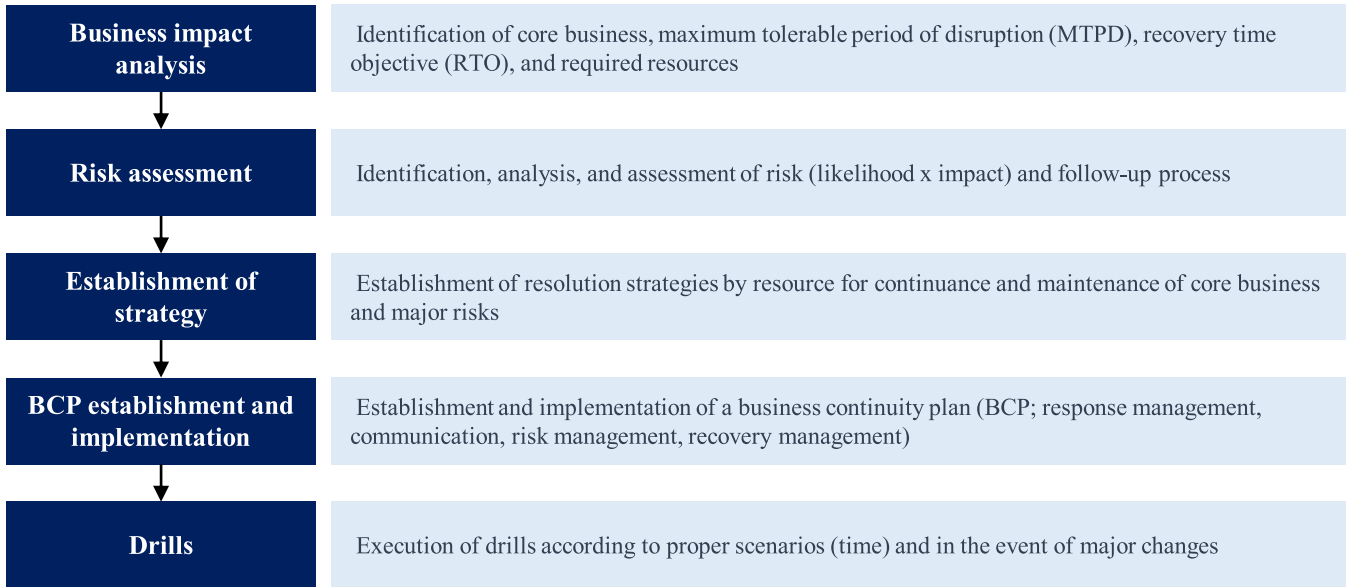 Business impact
analysis
Identification of core business, maximum tolerable period of disruption (MTPD), recovery time
objective (RTO), and required resources
Risk assessment
Identification, analysis, and assessment of risk (likelihood x impact) and follow-up process
Establishment of
strategy
Establishment of resolution strategies by resource for continuance and maintenance of core business
and major risks
BCP establishment and
implementation
Establishment and implementation of a business continuity plan (BCP; response management,
communication, risk management, recovery management)
Drills
Execution of drills according to proper scenarios (time) and in the event of major changes